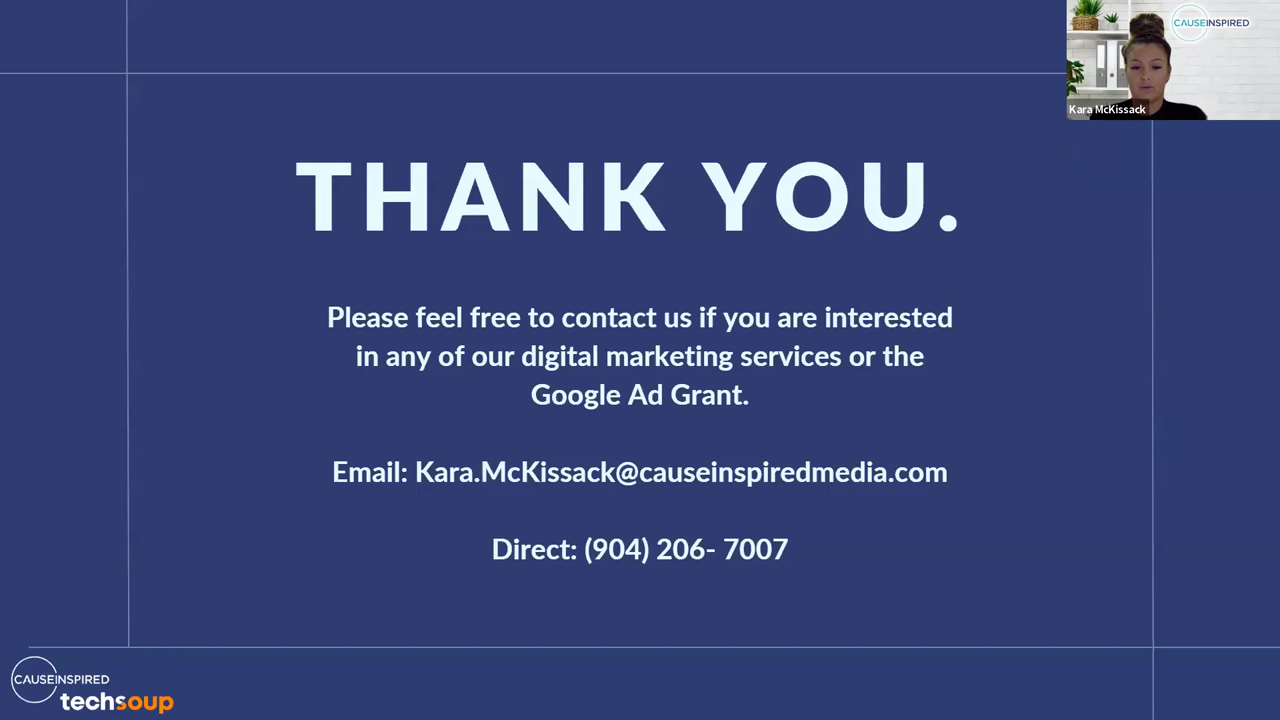 CAUSEINSPIRED
Kara McKissack
THANK YOU.
Please feel free to contact us if you are interested
in any of our digital marketing services or the
Google Ad Grant.
Email: Kara.McKissack@causeinspiredmedia.com
Direct: (904) 206- 7007
CAUSEINSPIRED
techsoup